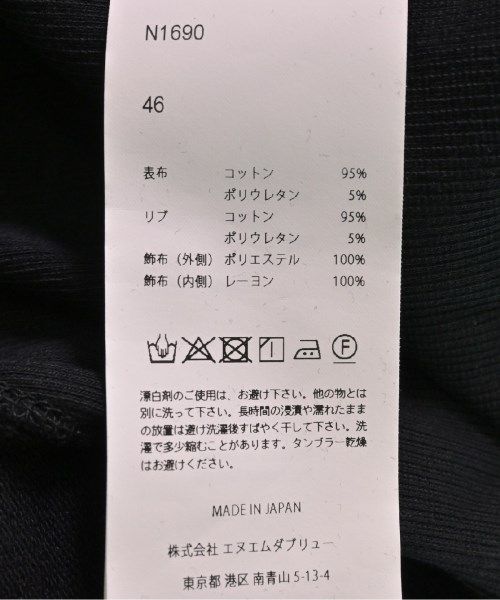 N1690
46
表布 コットン 95%
ポリウレタン 5%
リブ コットン 95%
ポリウレタン 5%
飾布（外側） ポリエステル 100%
飾布（内側） レーヨン 100%
F
漂白剤のご使用は、お避け下さい。他の物とは
別に洗って下さい。長時間の浸漬や濡れたまま
の放置は避け洗濯後すばやく干して下さい。洗
濯で多少縮むことがあります。タンブラー乾燥
はお避けください。
MADE IN JAPAN
株式会社 エヌエムダブリュー
東京都 港区 南青山 5-13-4